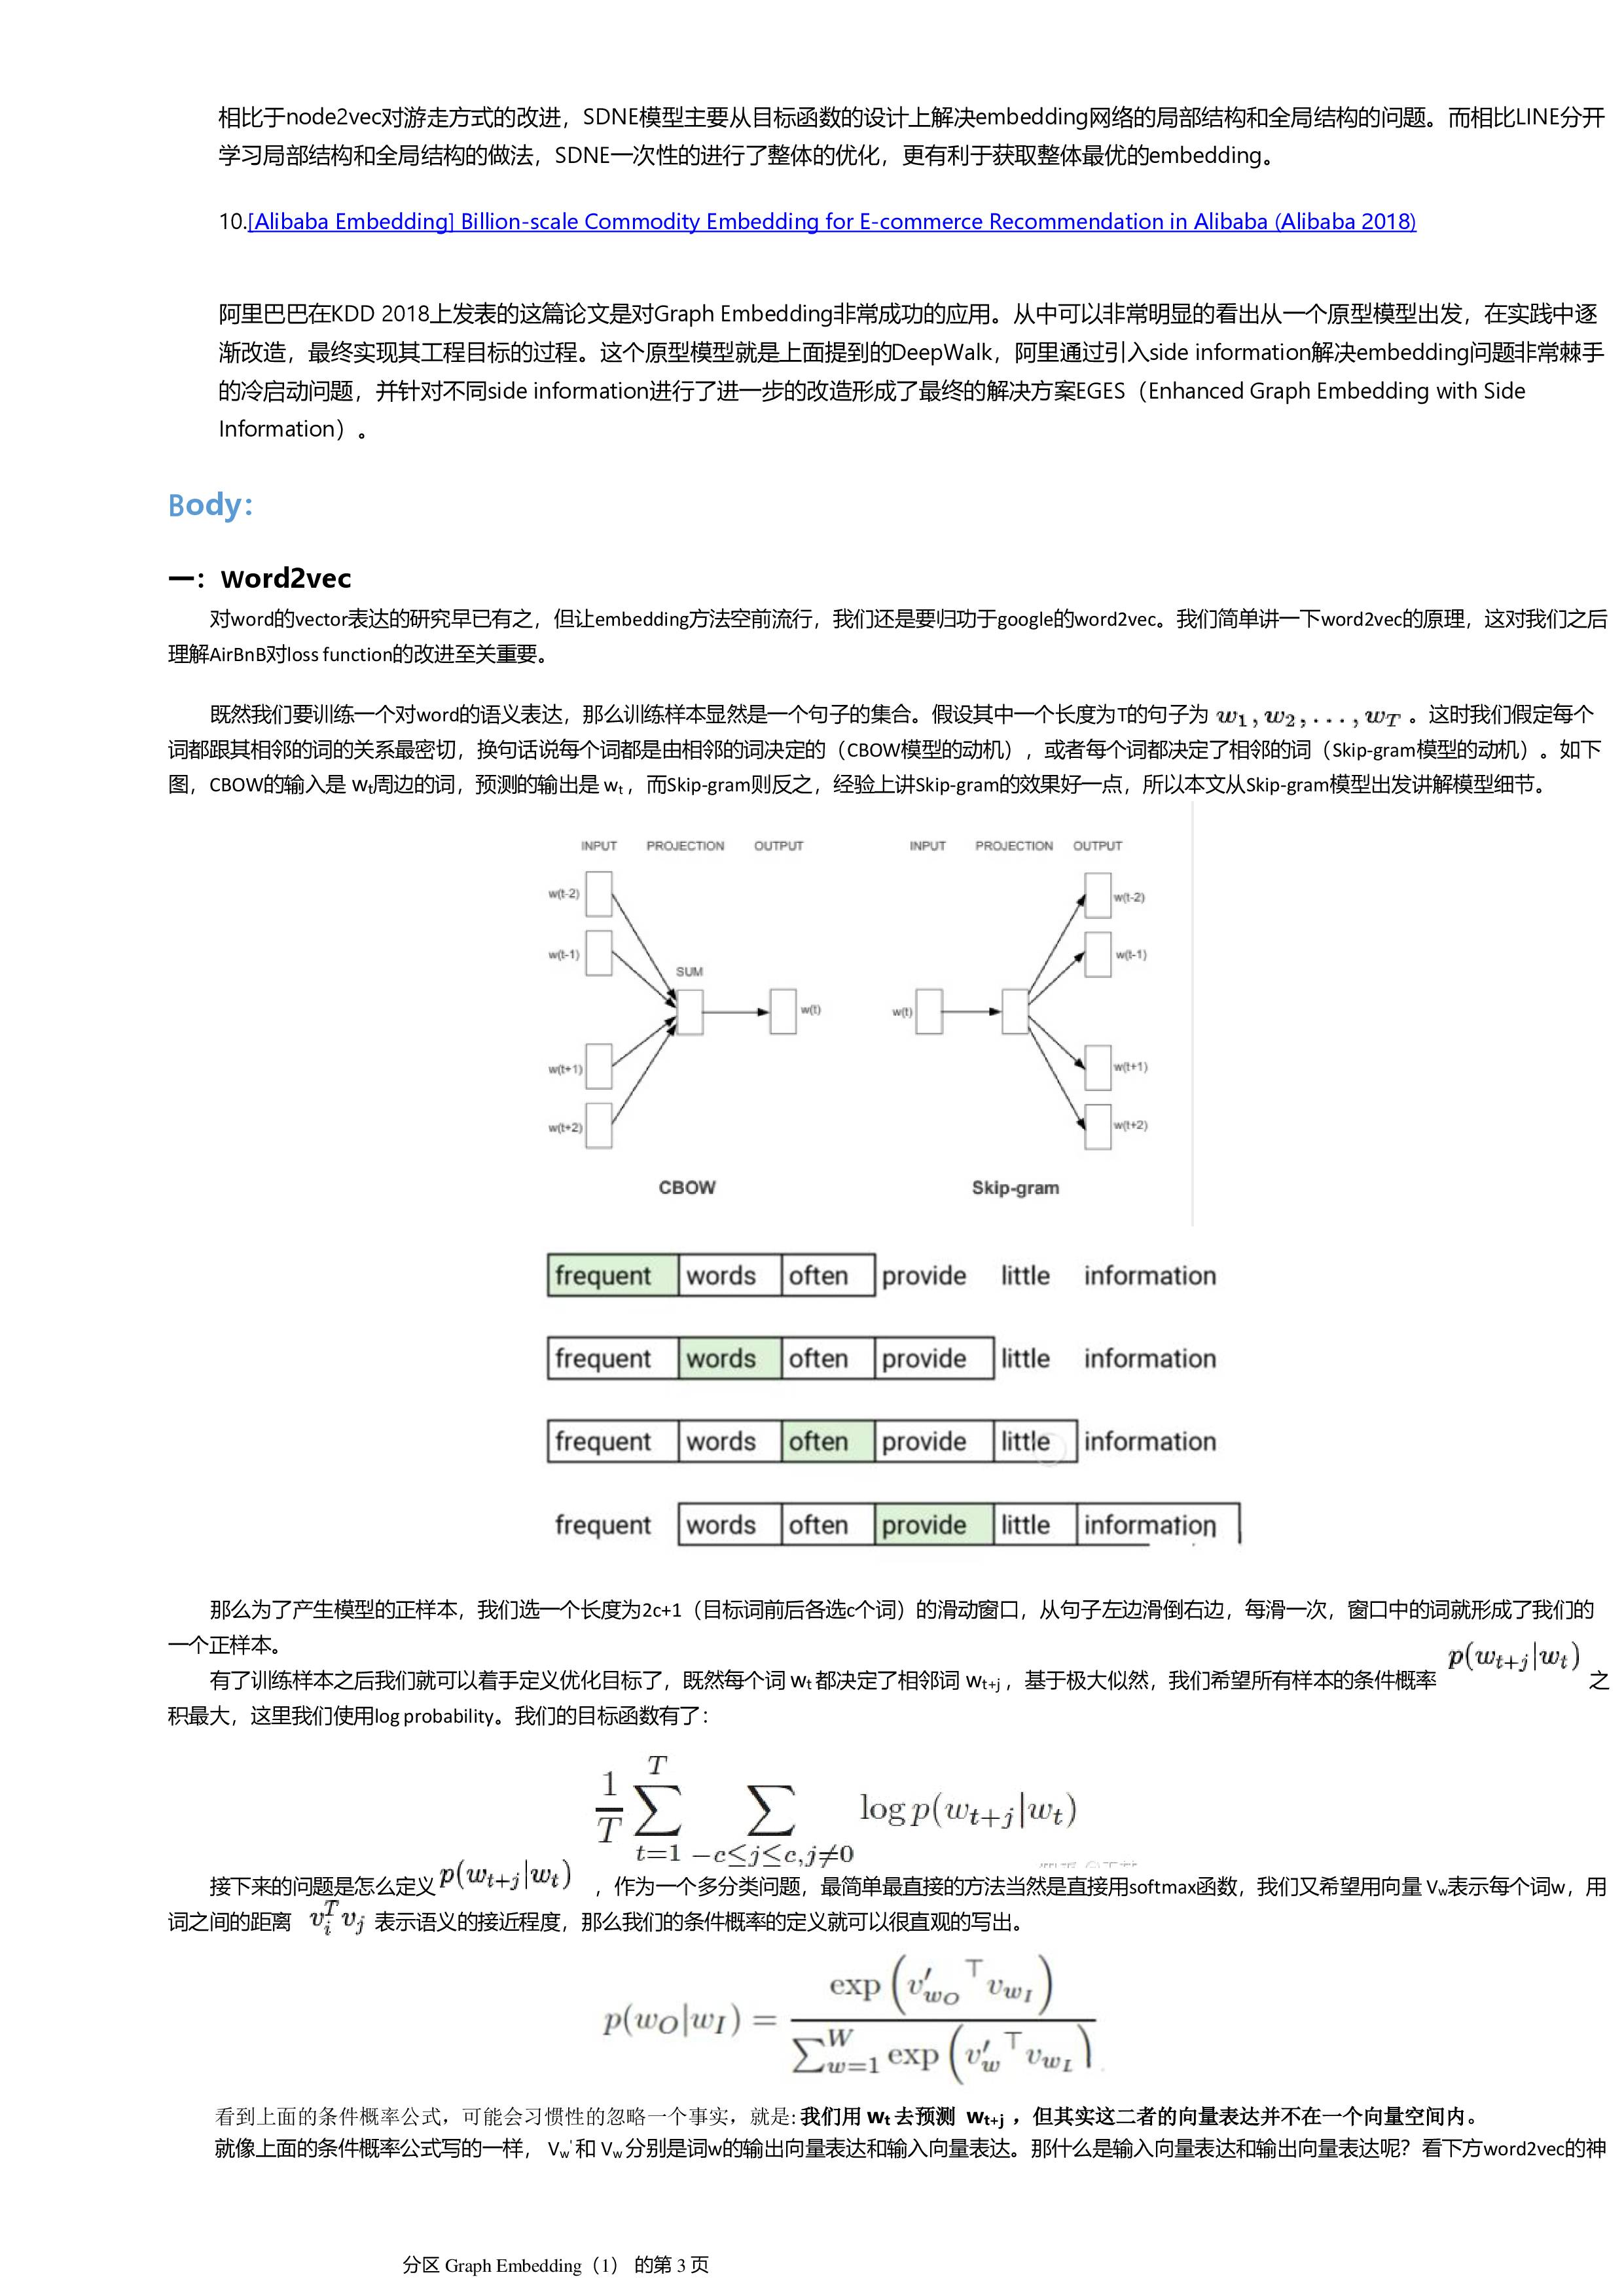 相比于node2vec对游走方式的改进，SDNE模型主要从目标函数的设计上解决embedding网络的局部结构和全局结构的问题。而相比LINE分开
学习局部结构和全局结构的做法，SDNE一次性的进行了整体的优化，更有利于获取整体最优的embedding。
10.[Alibaba Embedding] Billion-scale Commodity Embedding for E-commerce Recommendation in Alibaba (Alibaba 2018)
阿里巴巴在KDD 2018上发表的这篇论文是对Graph Embedding非常成功的应用。从中可以非常明显的看出从一个原型模型出发，在实践中逐
渐改造，最终实现其工程目标的过程。这个原型模型就是上面提到的DeepWalk，阿里通过引入side information解决embedding问题非常棘手
的冷启动问题，并针对不同side information进行了进一步的改造形成了最终的解决方案EGES（Enhanced Graph Embedding with Side
Information）。
Body：
一：Word2vec
对word的vector表达的研究早已有之，但让embedding方法空前流行，我们还是要归功于google的word2vec。我们简单讲一下word2vec的原理，这对我们之后
理解AirBnB对loss function的改进至关重要。
既然我们要训练一个对word的语义表达，那么训练样本显然是一个句子的集合。假设其中一个长度为T的句子为 w1, w2, . . . , wT 。这时我们假定每个
词都跟其相邻的词的关系最密切，换句话说每个词都是由相邻的词决定的（CBOW模型的动机），或者每个词都决定了相邻的词（Skip-gram模型的动机）。如下
图，CBOW的输入是 wt周边的词，预测的输出是 wt ，而Skip-gram则反之，经验上讲Skip-gram的效果好一点，所以本文从Skip-gram模型出发讲解模型细节。
INPUT PROJECTION OUTPUT INPUT PROJECTION OUTPUT
w(t-2) w(t-2)
w(t-1) w(t-1)
SUM
w(t) w(t)
w(t+1) w(t+1)
w(t+2) w(t+2)
CBOW Skip-gram
frequent words often provide little information
frequent words often provide little information
frequent words often provide little information
frequent words often provide little information
那么为了产生模型的正样本，我们选一个长度为2c+1（目标词前后各选c个词）的滑动窗口，从句子左边滑倒右边，每滑一次，窗口中的词就形成了我们的
一个正样本。
有了训练样本之后我们就可以着手定义优化目标了，既然每个词 wt 都决定了相邻词 wt+j ，基于极大似然，我们希望所有样本的条件概率 p(wt+j|wt) 之
积最大，这里我们使用log probability。我们的目标函数有了：
1/T ∑_{t=1}^{T} ∑_{−c≤j≤c,j≠0} log p(wt+j|wt)
接下来的问题是怎么定义 p(wt+j|wt) ，作为一个多分类问题，最简单最直接的方法当然是直接用softmax函数，我们又希望用向量 Vw表示每个词w，用
词之间的距离 v_i^T v_j 表示语义的接近程度，那么我们的条件概率的定义就可以很直观的写出。
p(wO|wI) = exp(v′_{wO}^⊤ v_{wI}) / ∑_{w=1}^{W} exp(v′_w^⊤ v_{wI})
看到上面的条件概率公式，可能会习惯性的忽略一个事实，就是: 我们用 wt 去预测 wt+j ，但其实这二者的向量表达并不在一个向量空间内。
就像上面的条件概率公式写的一样， Vw' 和 Vw 分别是词w的输出向量表达和输入向量表达。那什么是输入向量表达和输出向量表达呢？看下方word2vec的神
分区 Graph Embedding（1） 的第 3 页